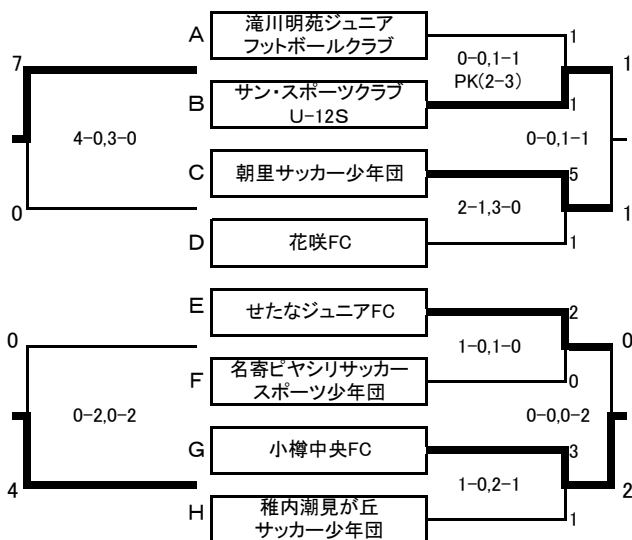 A
滝川明苑ジュニア
フットボールクラブ
1
7
0-0,1-1
PK(2-3)
1
B
サン・スポーツクラブ
U-12S
1
4-0,3-0
0-0,1-1
C
朝里サッカー少年団
5
2-1,3-0
0
1
D
花咲FC
1
E
せたなジュニアFC
2
0
1-0,1-0
0
F
名寄ピヤシリサッカー
スポーツ少年団
0
0-2,0-2
0-0,0-2
G
小樽中央FC
3
4
1-0,2-1
2
H
稚内潮見が丘
サッカー少年団
1